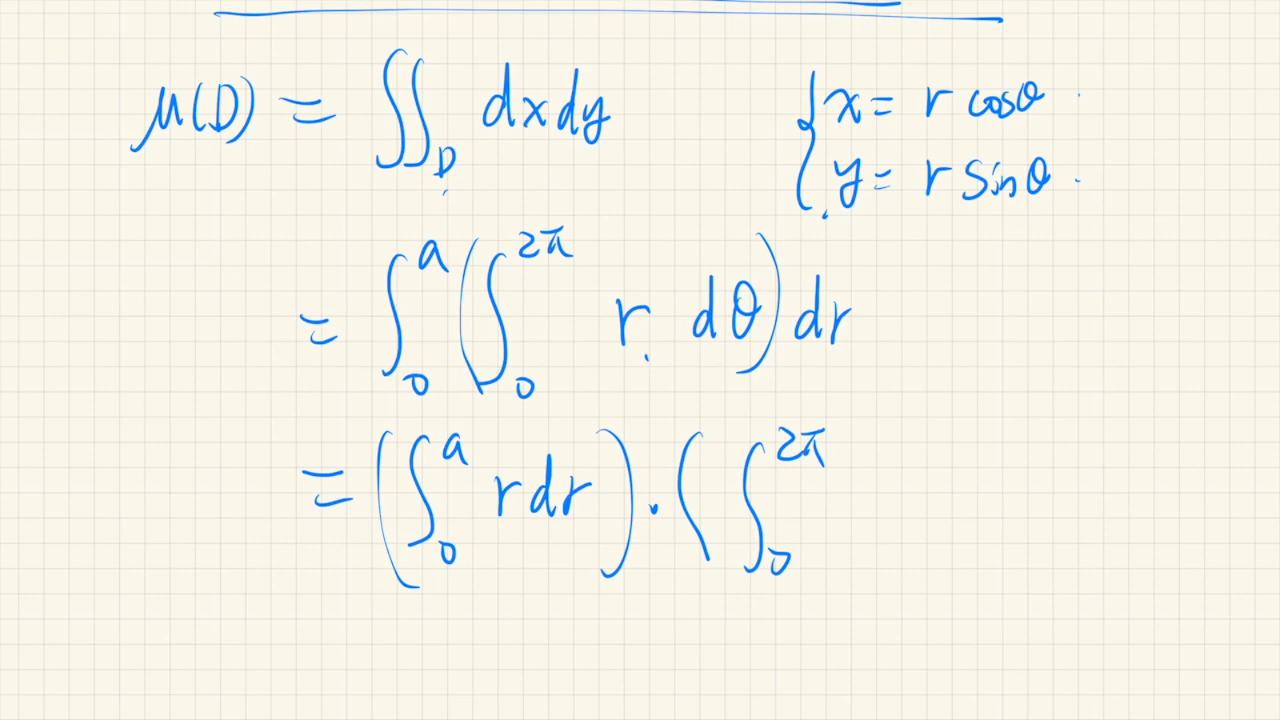 μ(D) = ∬_D dxdy { x = r cosθ
y = r sinθ
= ∫_0^a (∫_0^{2π} r dθ) dr
= (∫_0^a r dr) · (∫_0^{2π}